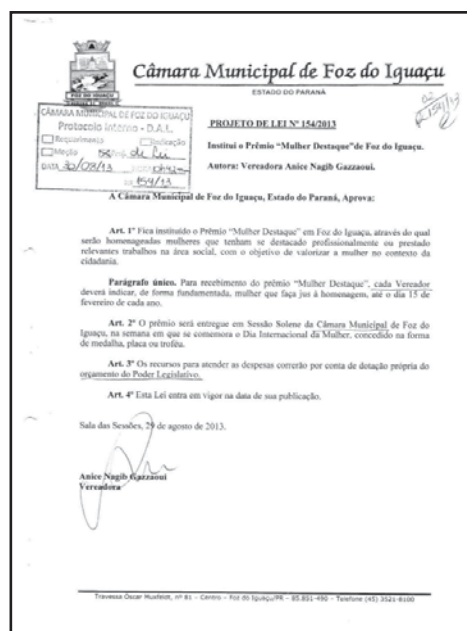 Câmara Municipal de Foz do Iguaçu
ESTADO DO PARANÁ
CÂMARA MUNICIPAL DE FOZ DO IGUAÇU
Protocolo Interno - D.A.L.
Requerimento Indicação
Moção de Lei
DATA 30/08/13
154/13
PROJETO DE LEI Nº 154/2013
Institui o Prêmio “Mulher Destaque”de Foz do Iguaçu.
Autora: Vereadora Anice Nagib Gazzaoui.
A Câmara Municipal de Foz do Iguaçu, Estado do Paraná, Aprova:
Art. 1º Fica instituído o Prêmio “Mulher Destaque” em Foz do Iguaçu, através do qual
serão homenageadas mulheres que tenham se destacado profissionalmente ou prestado
relevantes trabalhos na área social, com o objetivo de valorizar a mulher no contexto da
cidadania.
Parágrafo único. Para recebimento do prêmio “Mulher Destaque”, cada Vereador
deverá indicar, de forma fundamentada, mulher que faça jus à homenagem, até o dia 15 de
fevereiro de cada ano.
Art. 2º O prêmio será entregue em Sessão Solene da Câmara Municipal de Foz do
Iguaçu, na semana em que se comemora o Dia Internacional da Mulher, concedido na forma
de medalha, placa ou troféu.
Art. 3º Os recursos para atender as despesas correrão por conta de dotação própria do
orçamento do Poder Legislativo.
Art. 4º Esta Lei entra em vigor na data de sua publicação.
Sala das Sessões, 29 de agosto de 2013.
Anice Nagib Gazzaoui
Vereadora
Travessa Oscar Muxfeldt, nº 81 - Centro - Foz do Iguaçu/PR - 85.851-490 - Telefone (45) 3521-8100